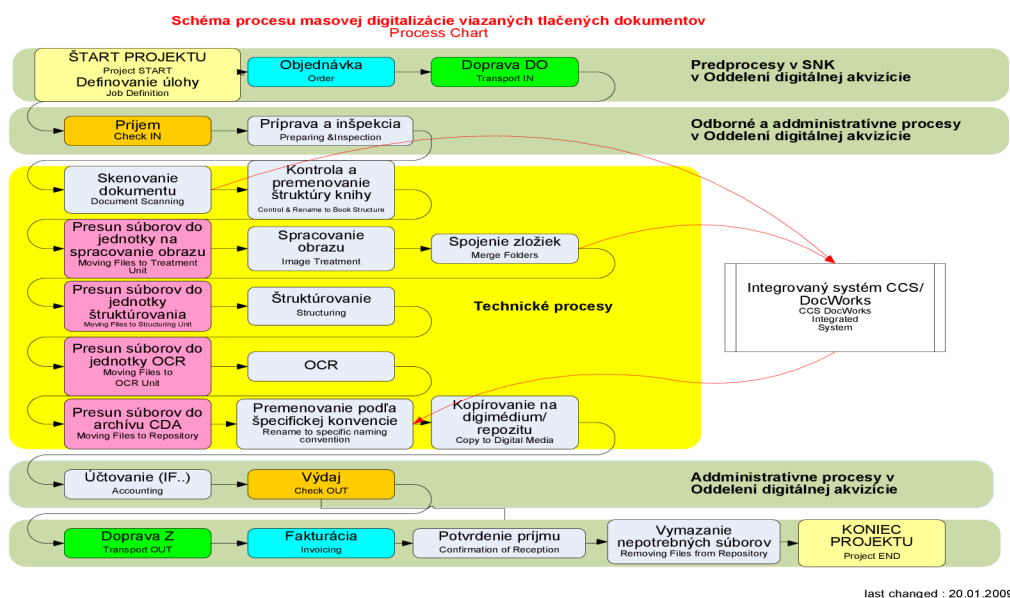 Schéma procesu masovej digitalizácie viazaných tlačených dokumentov
Process Chart
ŠTART PROJEKTU
Project START
Definovanie úlohy
Job Definition
Objednávka
Order
Doprava DO
Transport IN
Predprocesy v SNK
v Oddelení digitálnej akvizície
Príjem
Check IN
Príprava a inšpekcia
Preparing &Inspection
Odborné a addministratívne procesy
v Oddelení digitálnej akvizície
Skenovanie
dokumentu
Document Scanning
Kontrola a
premenovanie
štruktúry knihy
Control & Rename to Book Structure
Presun súborov do
jednotky na
spracovanie obrazu
Moving Files to Treatment
Unit
Spracovanie
obrazu
Image Treatment
Spojenie zložiek
Merge Folders
Integrovaný systém CCS/
DocWorks
CCS DocWorks
Integrated
System
Presun súborov do
jednotky
štruktúrovania
Moving Files to Structuring Unit
Štruktúrovanie
Structuring
Technické procesy
Presun súborov do
jednotky OCR
Moving Files to
OCR Unit
OCR
Presun súborov do
archívu CDA
Moving Files to Repository
Premenovanie podľa
špecifickej konvencie
Rename to specific naming
convention
Kopírovanie na
digimédium/
repozitu
Copy to Digital Media
Účtovanie (IF..)
Accounting
Výdaj
Check OUT
Addministratívne procesy v
Oddelení digitálnej akvizície
Doprava Z
Transport OUT
Fakturácia
Invoicing
Potvrdenie príjmu
Confirmation of Reception
Vymazanie
nepotrebných súborov
Removing Files from Repository
KONIEC
PROJEKTU
Project END
last changed : 20.01.2009